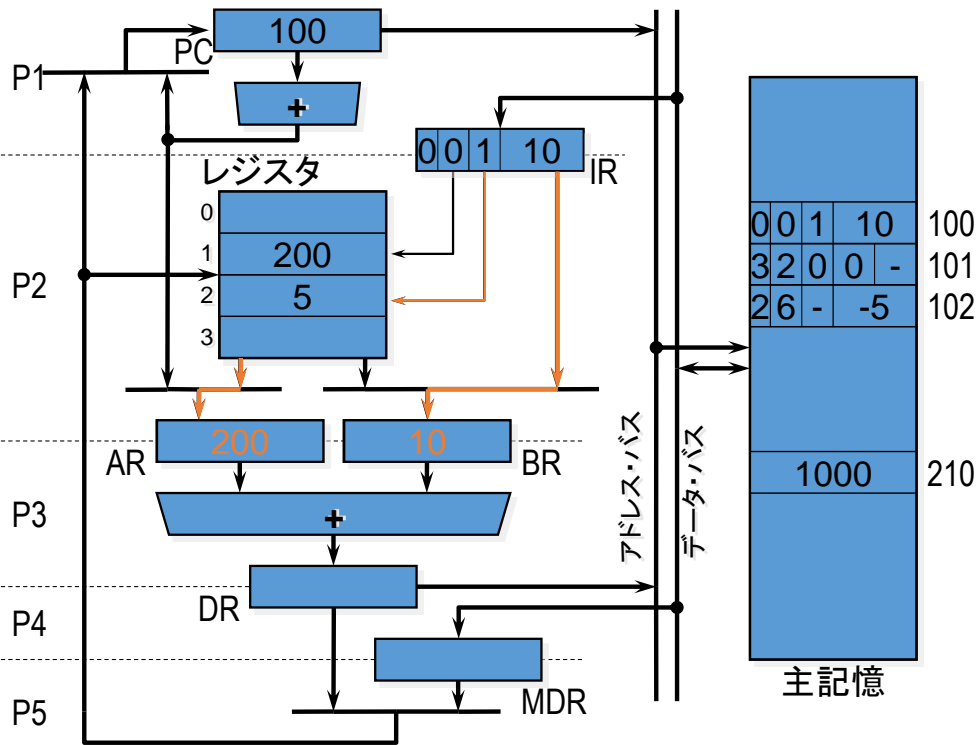 100
PC
P1
+
0 0 1 10
IR
レジスタ
0
1 200
2 5
3
P2
0 0 1 10 100
3 2 0 0 - 101
2 6 - -5 102
200
10
AR
BR
1000 210
P3
+
アドレス・バス
データ・バス
DR
P4
MDR
主記憶
P5